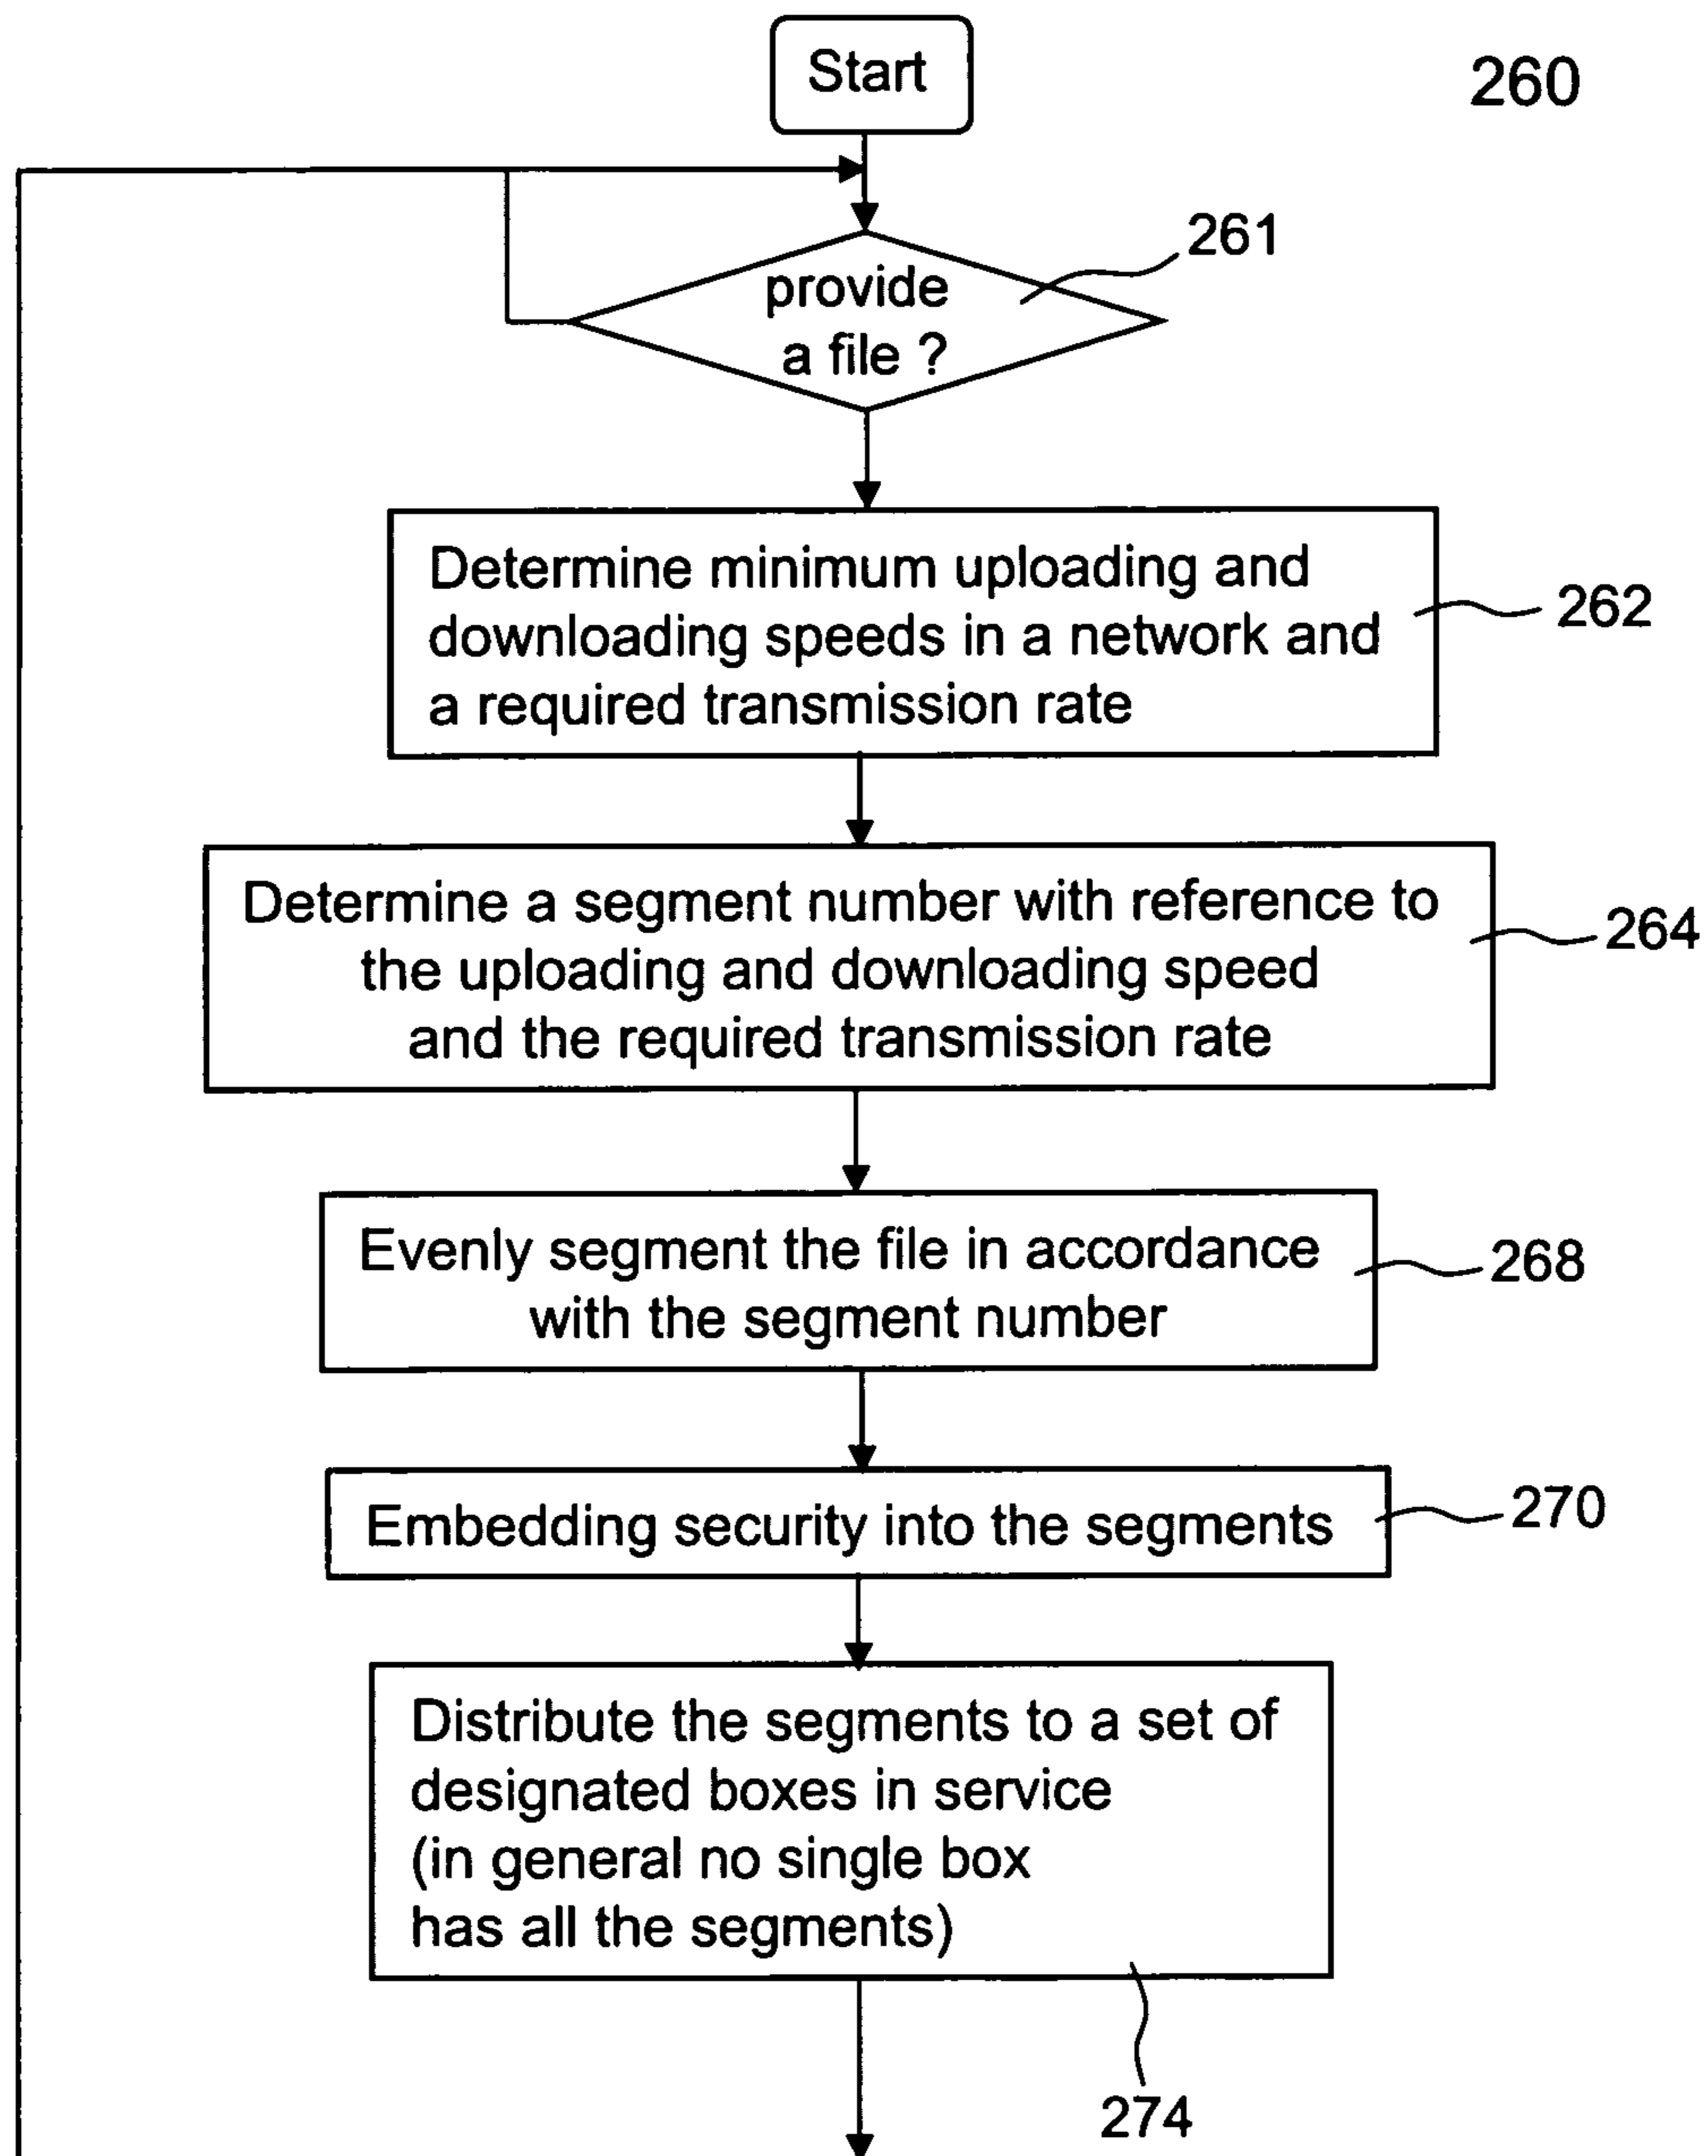 Start
260
261
provide
a file ?
Determine minimum uploading and
downloading speeds in a network and
a required transmission rate
262
Determine a segment number with reference to
the uploading and downloading speed
and the required transmission rate
264
Evenly segment the file in accordance
with the segment number
268
Embedding security into the segments
270
Distribute the segments to a set of
designated boxes in service
(in general no single box
has all the segments)
274